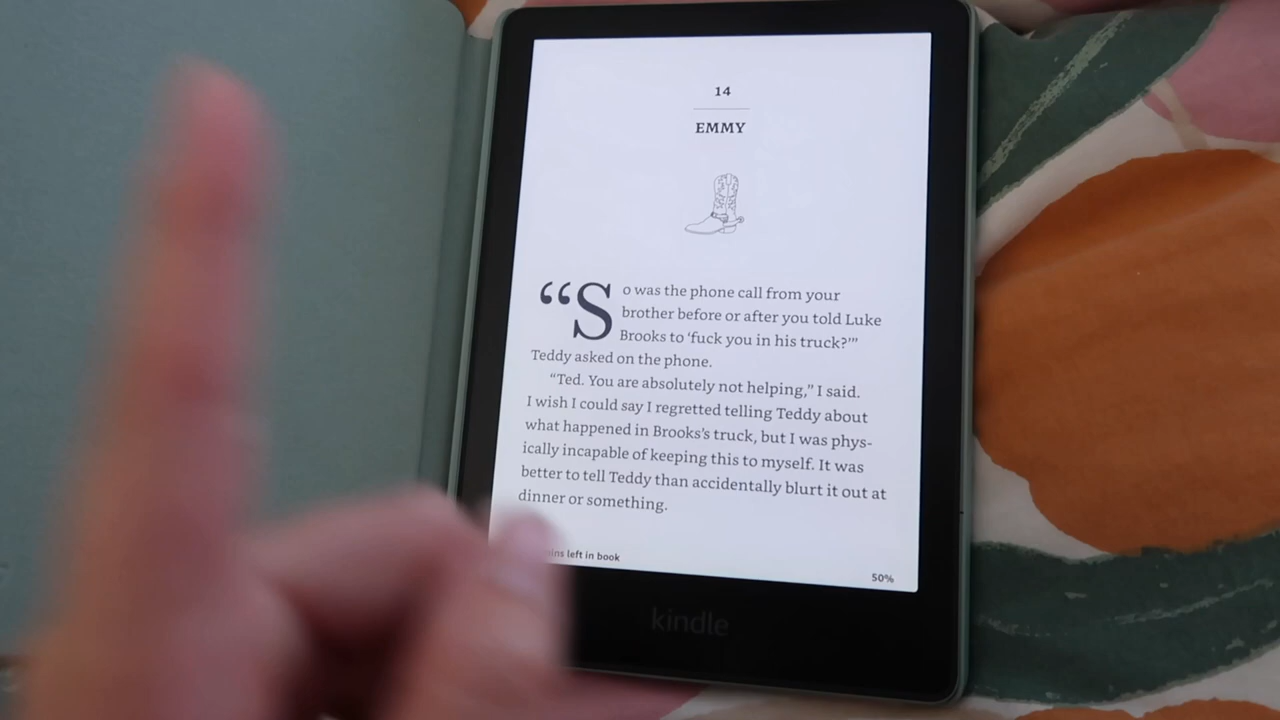 14
EMMY
“So was the phone call from your
brother before or after you told Luke
Brooks to ‘fuck you in his truck?’”
Teddy asked on the phone.
“Ted. You are absolutely not helping,” I said.
I wish I could say I regretted telling Teddy about
what happened in Brooks’s truck, but I was phys-
ically incapable of keeping this to myself. It was
better to tell Teddy than accidentally blurt it out at
dinner or something.
left in book
50%
kindle